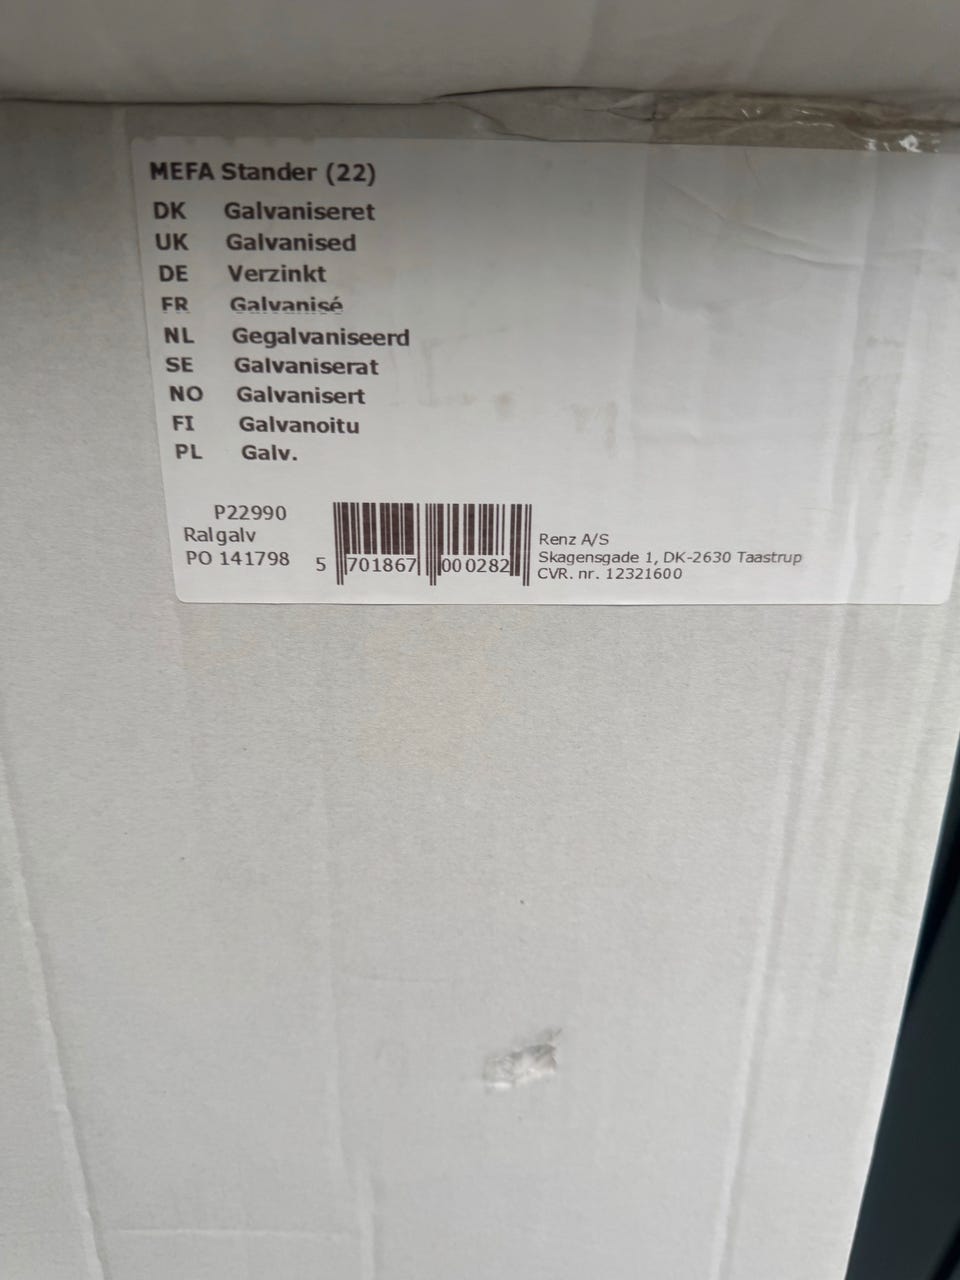 MEFA Stander (22)
DK Galvaniseret
UK Galvanised
DE Verzinkt
FR Galvanisé
NL Gegalvaniseerd
SE Galvaniserat
NO Galvanisert
FI Galvanoitu
PL Galv.
P22990
Ralgalv
PO 141798
5 701867 000282
Renz A/S
Skagensgade 1, DK-2630 Taastrup
CVR. nr. 12321600